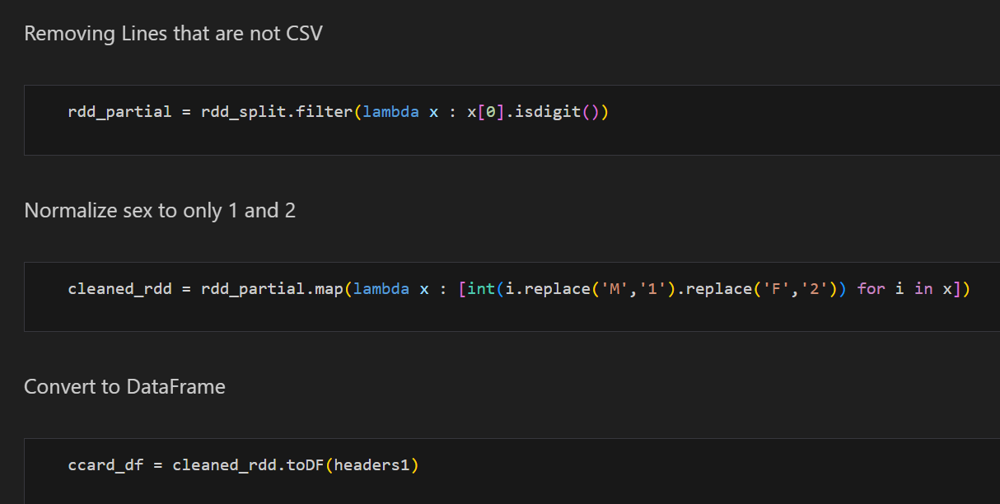 Removing Lines that are not CSV
rdd_partial = rdd_split.filter(lambda x : x[0].isdigit())
Normalize sex to only 1 and 2
cleaned_rdd = rdd_partial.map(lambda x : [int(i.replace('M','1').replace('F','2')) for i in x])
Convert to DataFrame
ccard_df = cleaned_rdd.toDF(headers1)